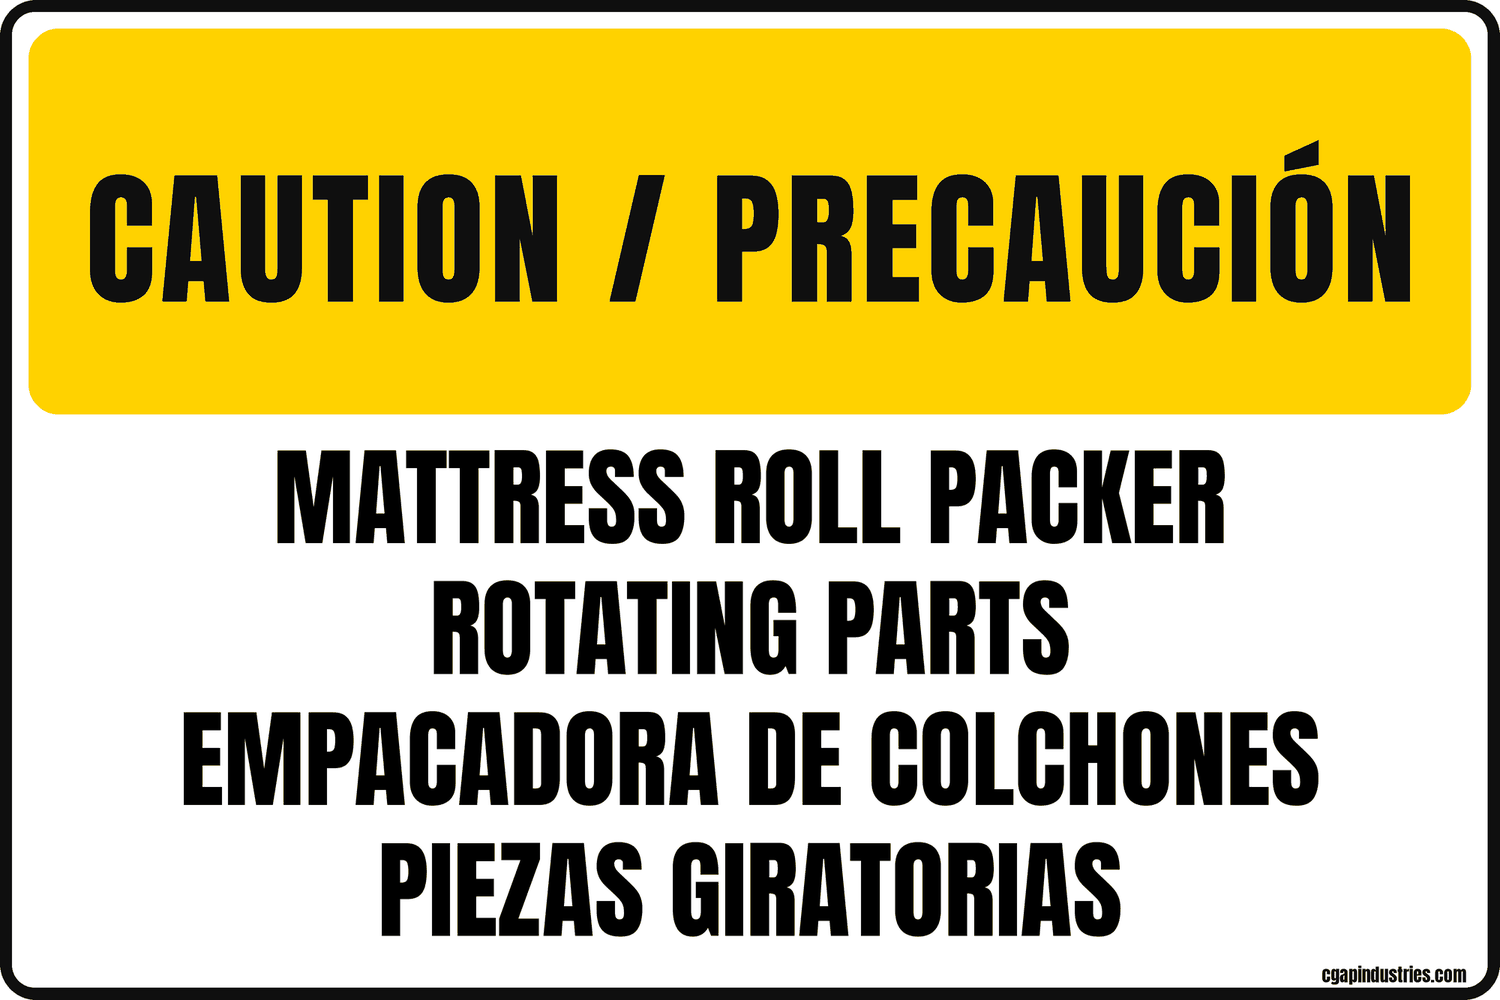 CAUTION / PRECAUCIÓN
MATTRESS ROLL PACKER
ROTATING PARTS
EMPACADORA DE COLCHONES
PIEZAS GIRATORIAS
cgapindustries.com